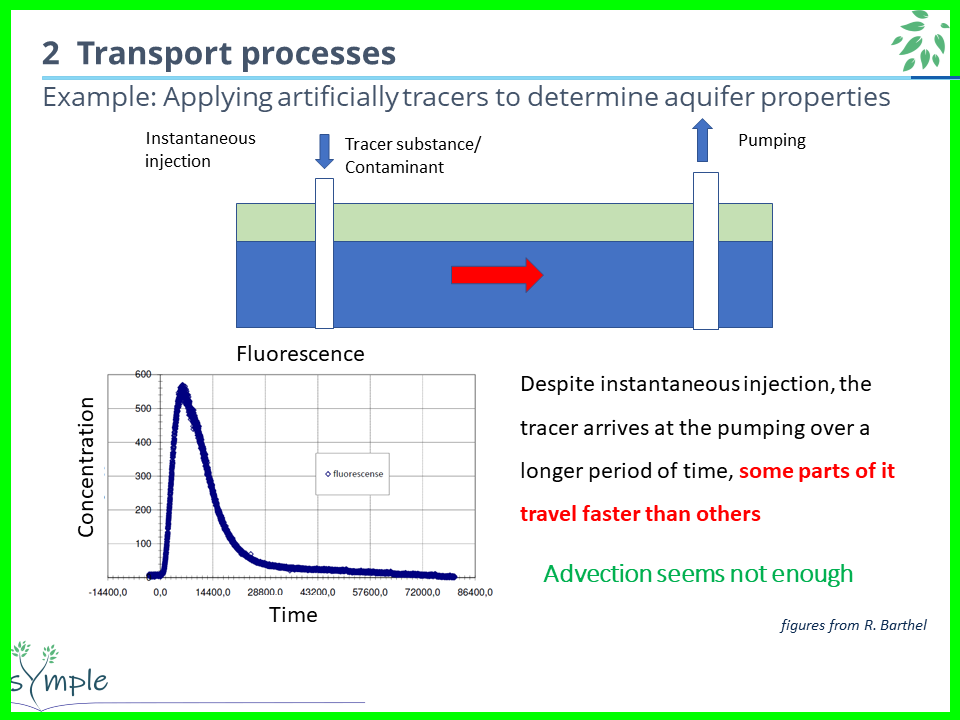 2 Transport processes
Example: Applying artificially tracers to determine aquifer properties
Instantaneous
injection
Tracer substance/
Contaminant
Pumping
Fluorescence
Concentration
600
500
400
300
200
100
0
fluorescense
-14400,0 0,0 14400,0 28800.0 43200,0 57600,0 72000,0 86400,0
Time
Despite instantaneous injection, the
tracer arrives at the pumping over a
longer period of time, some parts of it
travel faster than others
Advection seems not enough
figures from R. Barthel
sYmple